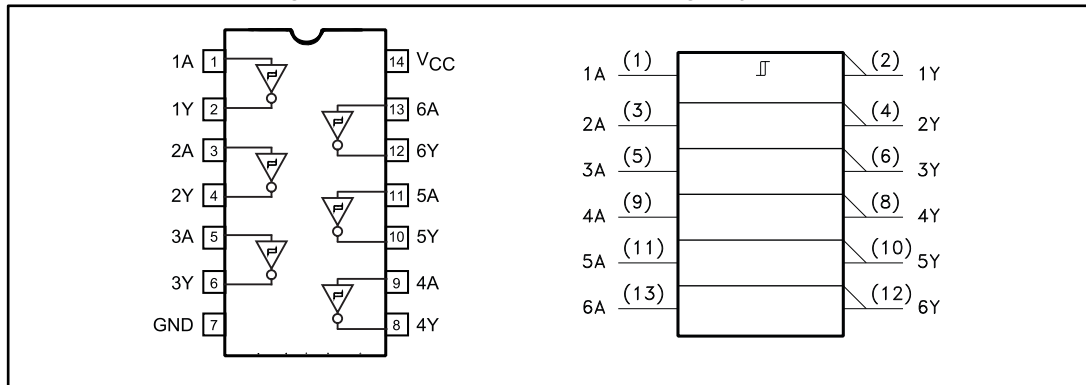 1A 1 14 VCC
1Y 2 13 6A
2A 3 12 6Y
2Y 4 11 5A
3A 5 10 5Y
3Y 6 9 4A
GND 7 8 4Y
1A (1) (2) 1Y
2A (3) (4) 2Y
3A (5) (6) 3Y
4A (9) (8) 4Y
5A (11) (10) 5Y
6A (13) (12) 6Y